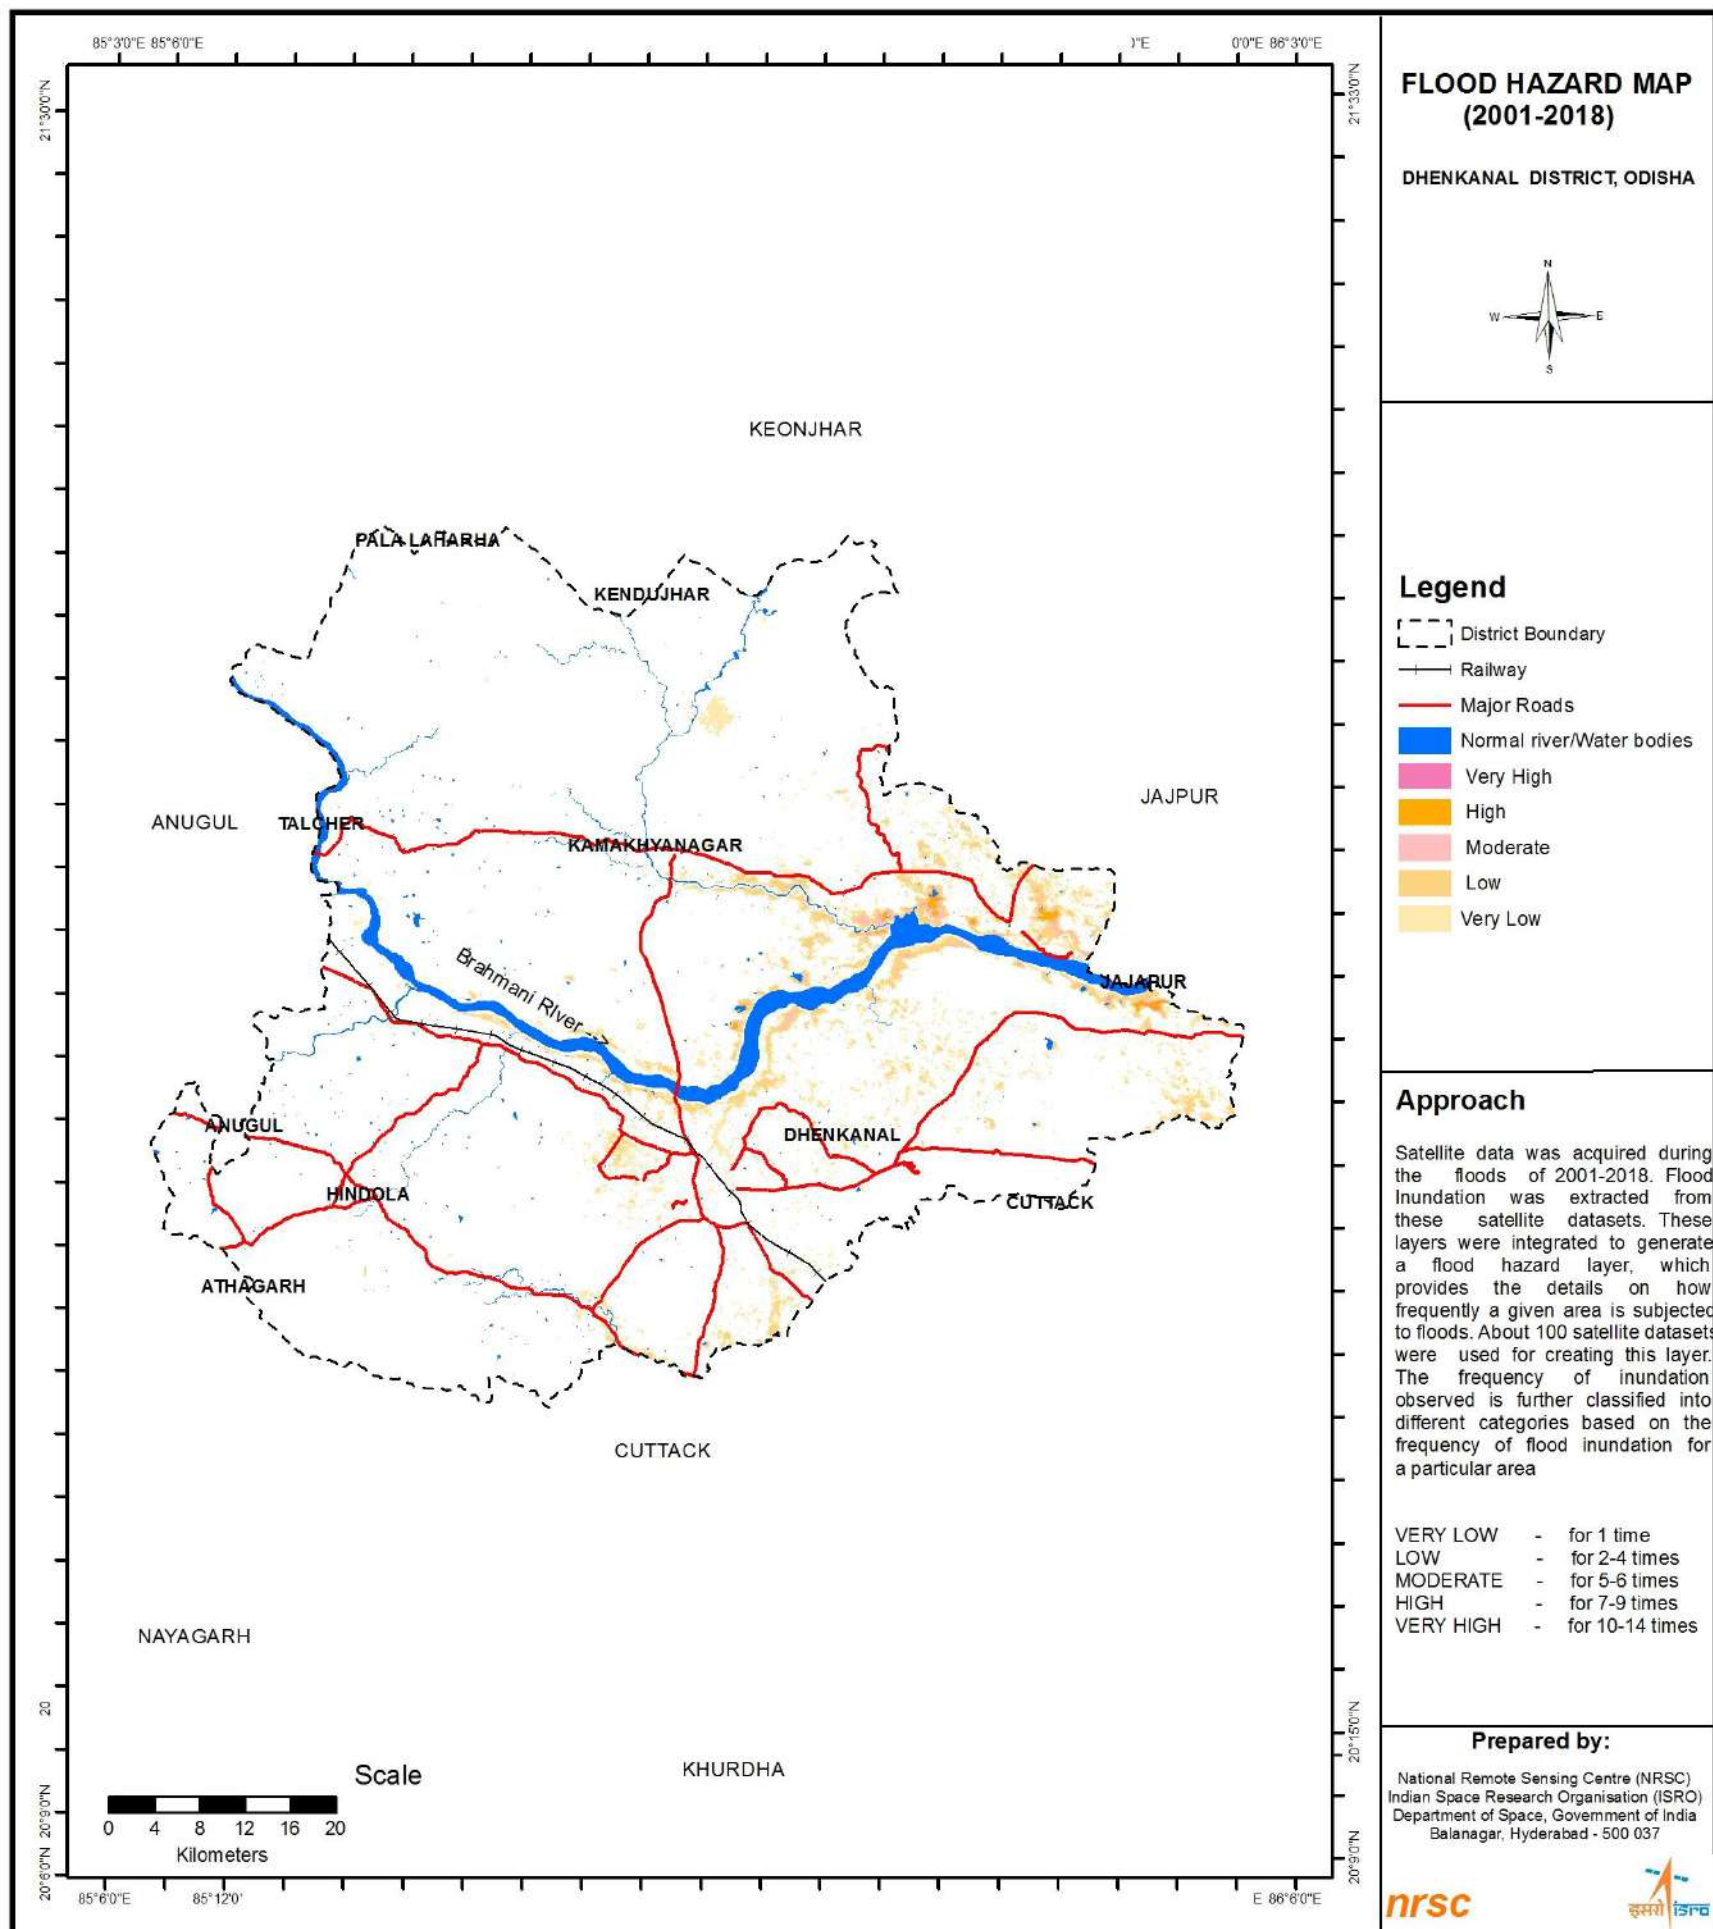 85°3'0"E 85°6'0"E
)"E
0'0"E 86°3'0"E
21°30'0"N
21°33'0"N
FLOOD HAZARD MAP
(2001-2018)
DHENKANAL DISTRICT, ODISHA
N
W
E
S
KEONJHAR
PALA LAHARHA
KENDUJHAR
JAJPUR
ANUGUL
TALCHER
KAMAKHYANAGAR
Brahmani RIver
JAJAPUR
ANUGUL
DHENKANAL
HINDOLA
CUTTACK
ATHAGARH
CUTTACK
NAYAGARH
KHURDHA
Legend
District Boundary
Railway
Major Roads
Normal river/Water bodies
Very High
High
Moderate
Low
Very Low
Approach
Satellite data was acquired during
the floods of 2001-2018. Flood
Inundation was extracted from
these satellite datasets. These
layers were integrated to generate
a flood hazard layer, which
provides the details on how
frequently a given area is subjected
to floods. About 100 satellite datasets
were used for creating this layer.
The frequency of inundation
observed is further classified into
different categories based on the
frequency of flood inundation for
a particular area
VERY LOW - for 1 time
LOW - for 2-4 times
MODERATE - for 5-6 times
HIGH - for 7-9 times
VERY HIGH - for 10-14 times
Scale
0 4 8 12 16 20
Kilometers
20
20°9'0"N
20°6'0"N
20°15'0"N
20°9'0"N
85°6'0"E
85°12'0'
E 86°6'0"E
Prepared by:
National Remote Sensing Centre (NRSC)
Indian Space Research Organisation (ISRO)
Department of Space, Government of India
Balanagar, Hyderabad - 500 037
nrsc
इसरो isro